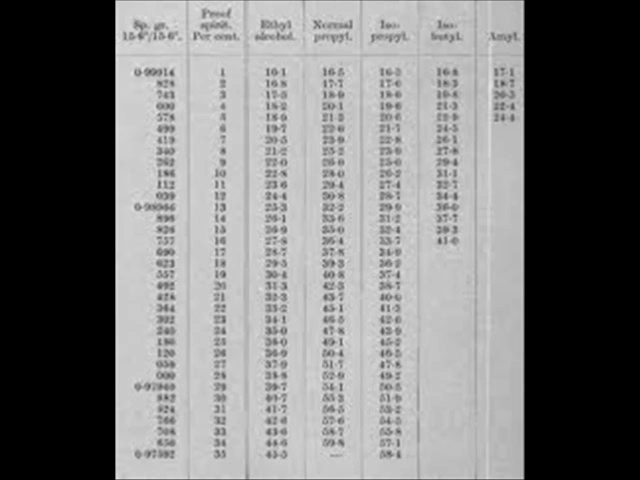 Sp. gr. Proof spirit. Ethyl Normal Iso- Iso- Amyl.
15·6°/15·6°. Per cent. alcohol. propyl. propyl. butyl.
0·99914 1 16·1 16·5 16·3 16·8 17·1
828 2 16·8 17·7 17·6 18·3 18·7
743 3 17·5 18·9 18·6 19·8 20·5
4 18·2 20·1 19·6 21·3 22·4
578 5 18·9 21·3 20·6 22·9 24·4
499 6 19·7 22·6 21·7 24·5
419 7 20·5 23·9 22·8 26·1
340 8 21·2 25·2 23·9 27·8
262 9 22·0 26·6 25·0 29·4
186 10 22·8 28·0 26·2 31·1
112 11 23·6 29·4 27·4 32·7
039 12 24·4 30·8 28·7 34·4
13 25·3 32·2 29·9 36·0
898 14 26·1 33·6 31·2 37·7
826 15 26·9 35·0 32·4 39·3
757 16 27·8 36·4 33·7 41·0
690 17 28·7 37·8 34·9
623 18 29·5 39·3 36·2
557 19 30·4 40·8 37·4
492 20 31·3 42·3 38·7
428 21 32·3 43·7 40·0
364 22 33·2 45·1 41·3
302 23 34·1 46·5 42·6
240 24 35·0 47·8 43·9
180 25 36·0 49·1 45·2
120 26 36·9 50·4 46·5
059 27 37·9 51·7 47·8
000 28 38·8 52·9 49·2
29 39·7 54·1 50·5
882 30 40·7 55·3 51·9
824 31 41·7 56·5 53·2
766 32 42·6 57·6 54·5
708 33 43·6 58·7 55·8
650 34 44·6 59·8 57·1
0·97592 35 45·5 — 58·4